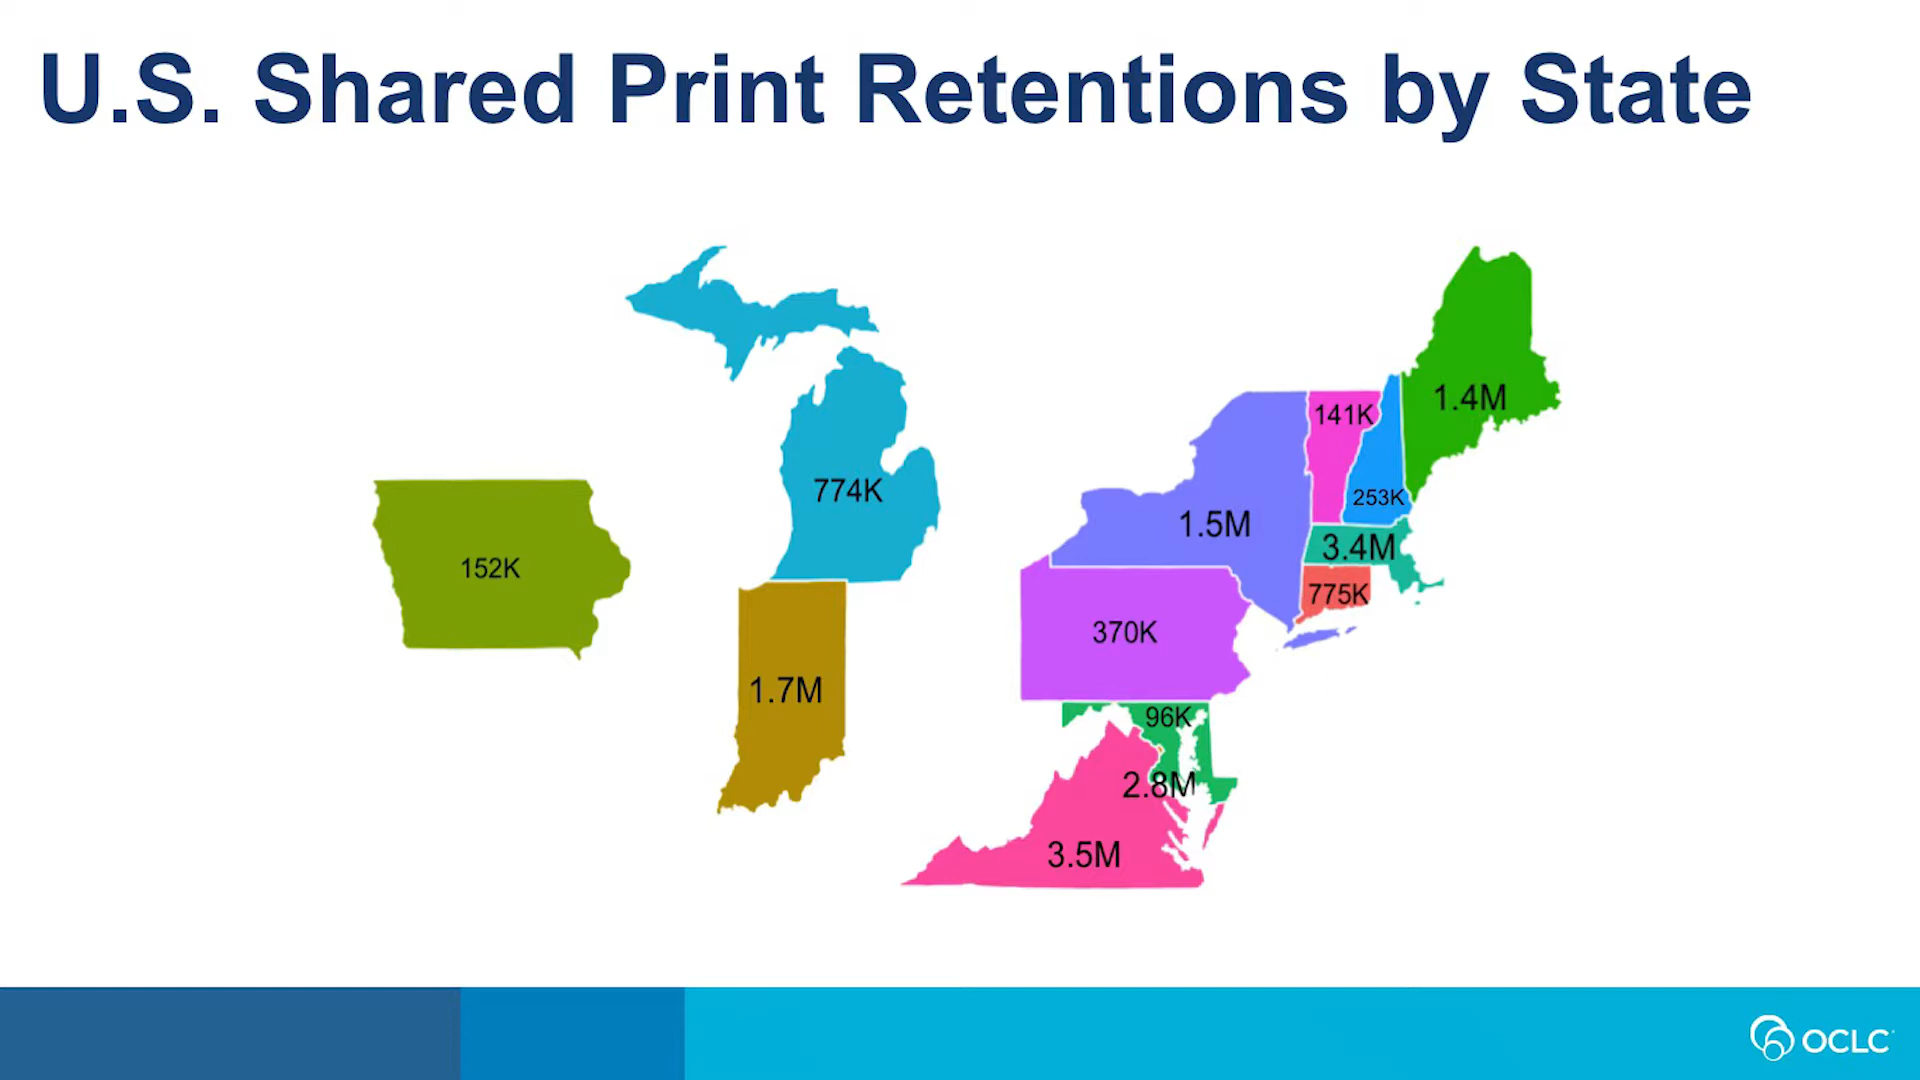 U.S. Shared Print Retentions by State
1.4M
141K
774K
253K
1.5M
3.4M
152K
775K
370K
1.7M
96K
2.8M
3.5M
OCLC